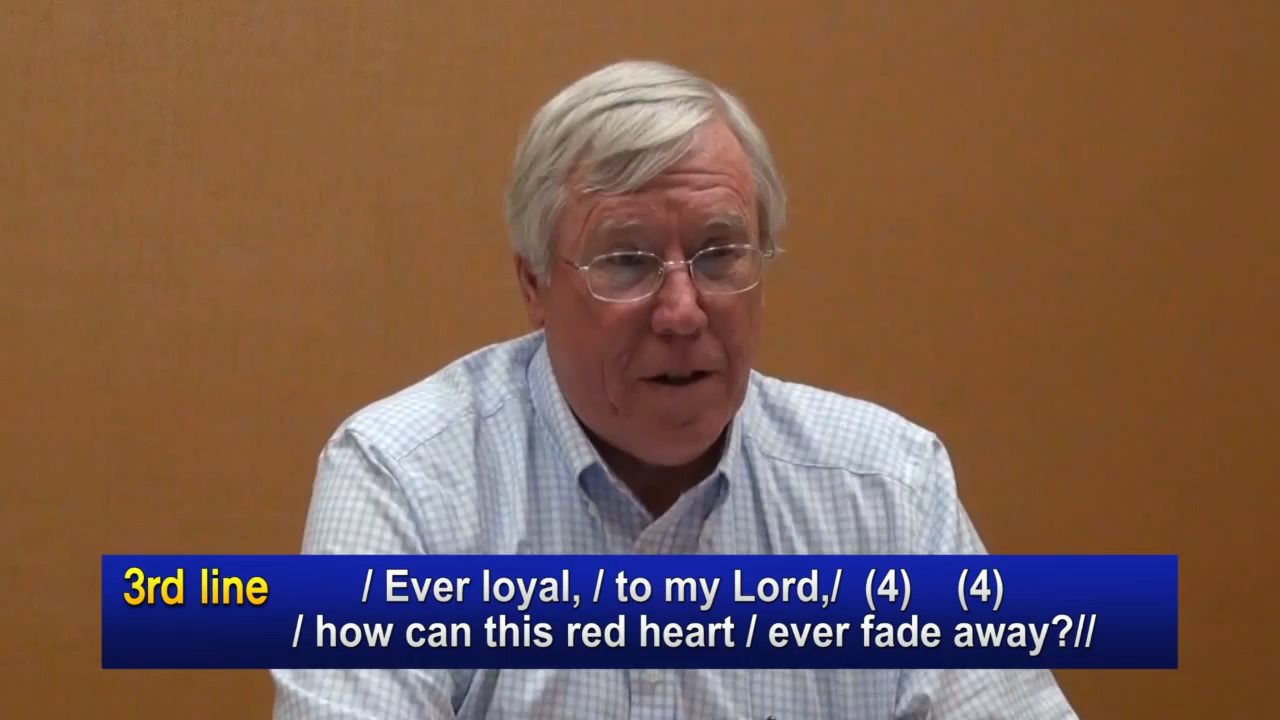 3rd line / Ever loyal, / to my Lord,/ (4) (4)
/ how can this red heart / ever fade away?//